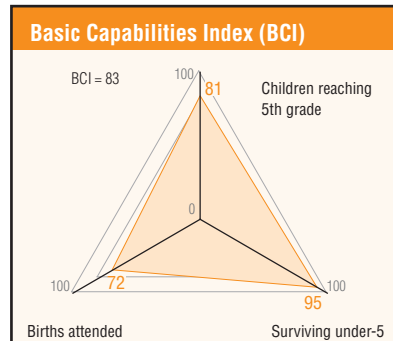 Basic Capabilities Index (BCI)
BCI = 83
100
81
Children reaching
5th grade
0
72
100
100
95
Births attended
Surviving under-5